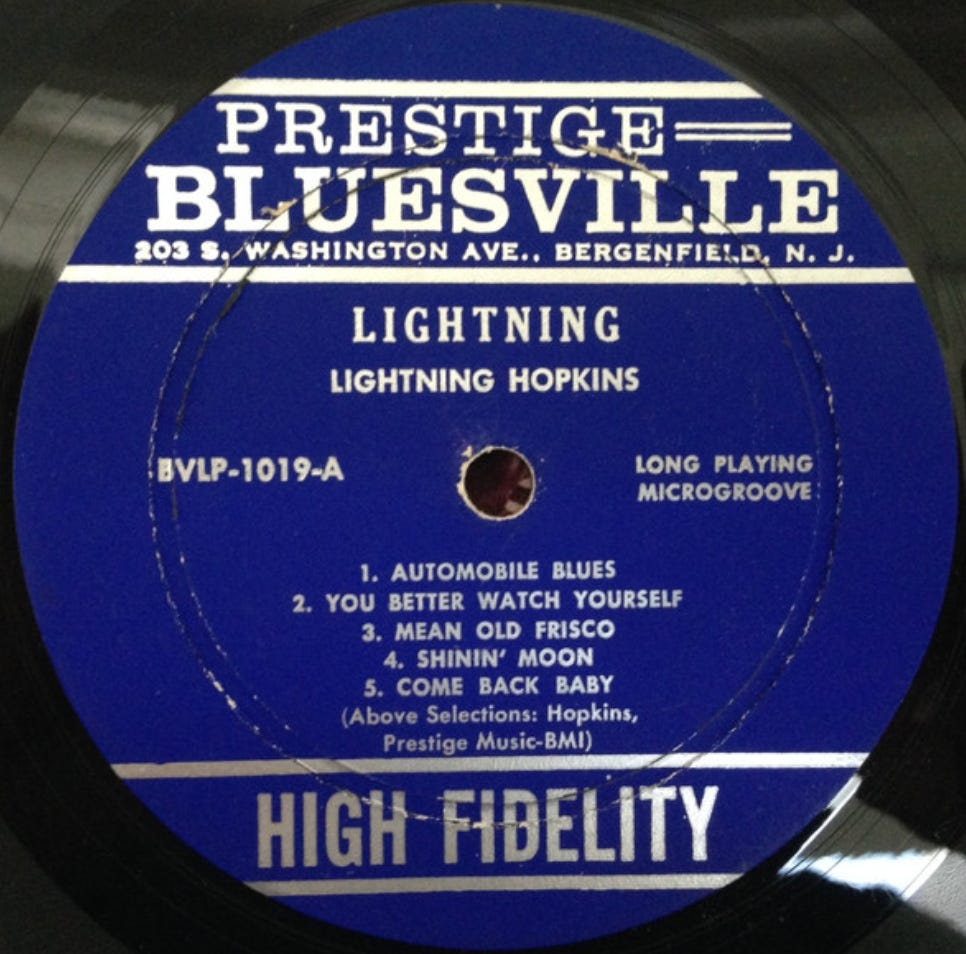 PRESTIGE
BLUESVILLE
203 S. WASHINGTON AVE., BERGENFIELD, N. J.
LIGHTNING
LIGHTNING HOPKINS
BVLP-1019-A
LONG PLAYING
MICROGROOVE
1. AUTOMOBILE BLUES
2. YOU BETTER WATCH YOURSELF
3. MEAN OLD FRISCO
4. SHININ' MOON
5. COME BACK BABY
(Above Selections: Hopkins,
Prestige Music-BMI)
HIGH FIDELITY